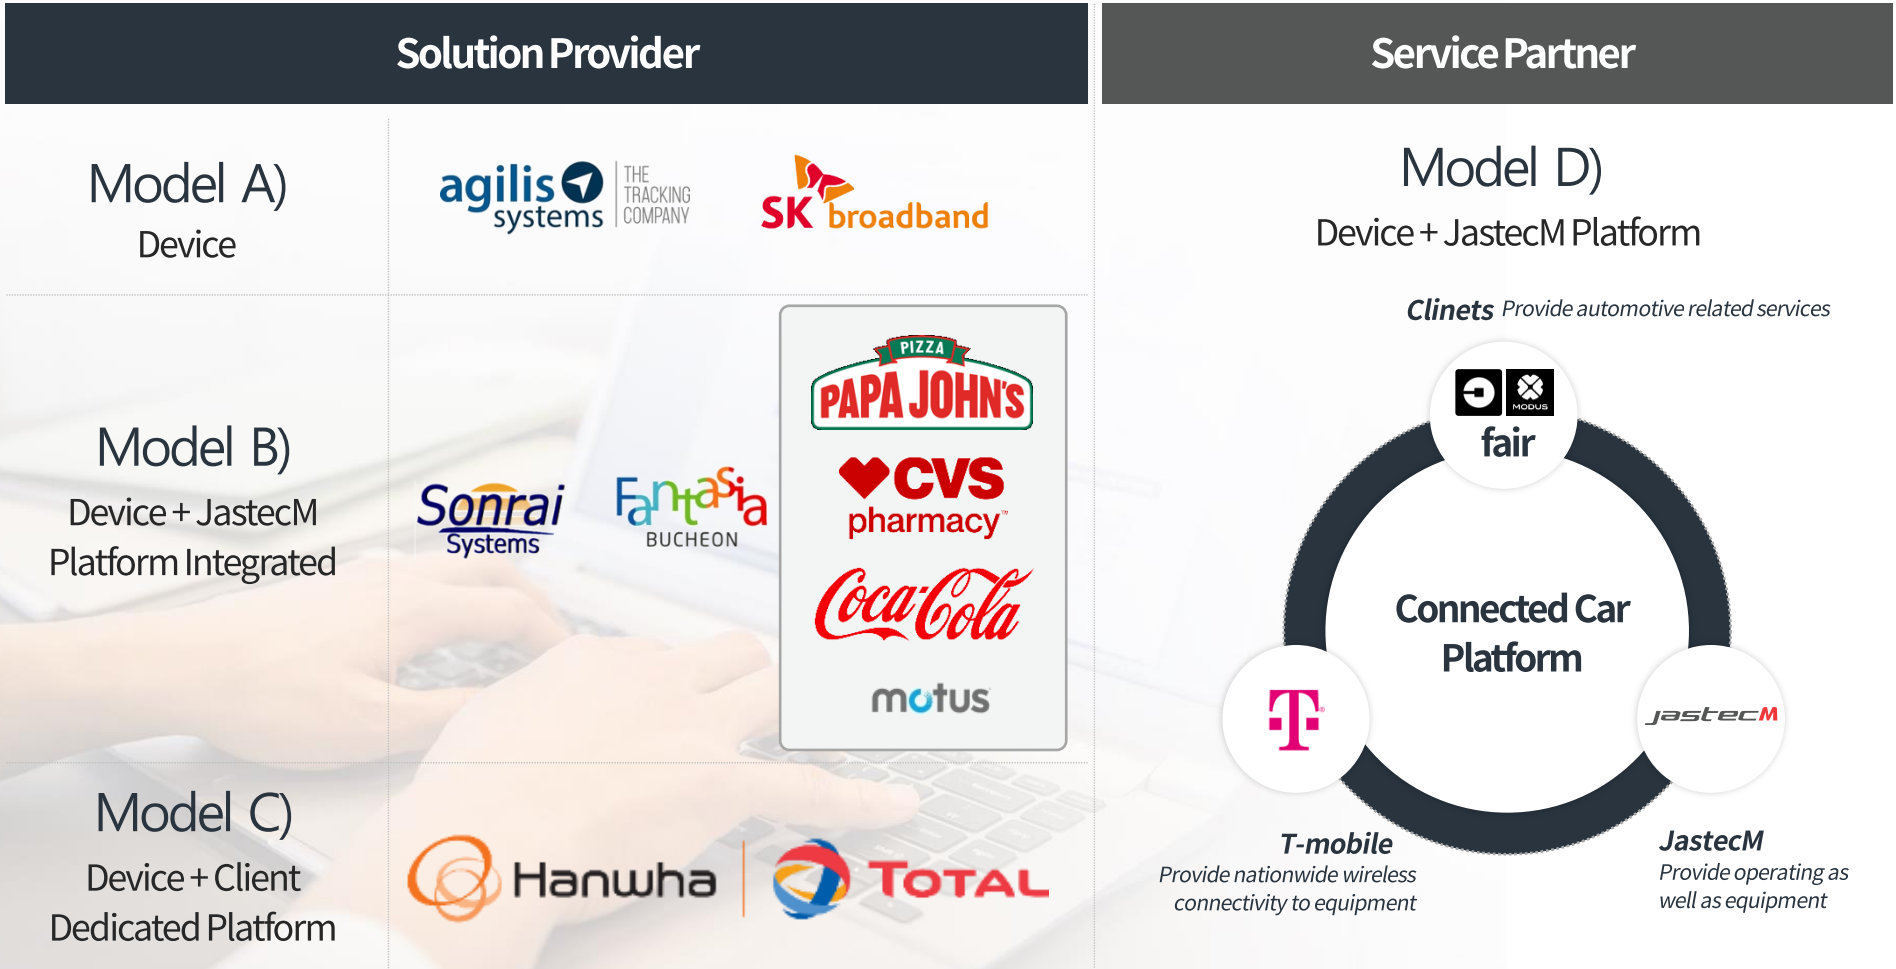 Solution Provider
Service Partner
Model A)
Device
agilis
systems
THE
TRACKING
COMPANY
SK broadband
Model B)
Device + JastecM
Platform Integrated
Sonrai
Systems
Fantasia
BUCHEON
PIZZA
PAPA JOHN'S
CVS
pharmacy™
Coca-Cola
motus
Model C)
Device + Client
Dedicated Platform
Hanwha
TOTAL
Model D)
Device + JastecM Platform
Clinets Provide automotive related services
MODUS
fair
Connected Car
Platform
T®
JastecM
T-mobile
Provide nationwide wireless
connectivity to equipment
JastecM
Provide operating as
well as equipment